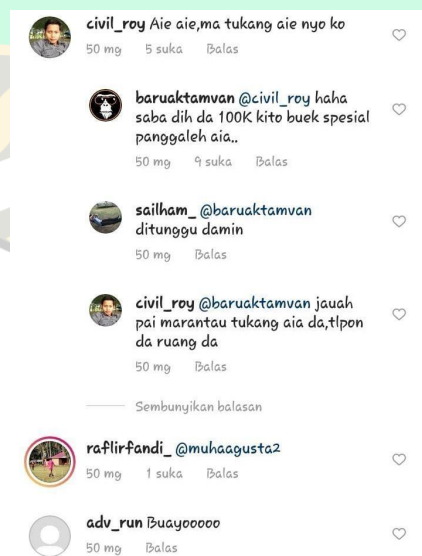 civil_roy Aie aie,ma tukang aie nyo ko
50 mg 5 suka Balas
baruaktamvan @civil_roy haha
saba dih da 100K kito buek spesial
panggaleh aia..
50 mg 9 suka Balas
sailham_ @baruaktamvan
ditunggu damin
50 mg Balas
civil_roy @baruaktamvan jauah
pai marantau tukang aia da,tlpon
da ruang da
50 mg Balas
Sembunyikan balasan
raflirfandi_ @muhaagusta2
50 mg 1 suka Balas
adv_run Buayooooo
50 mg Balas